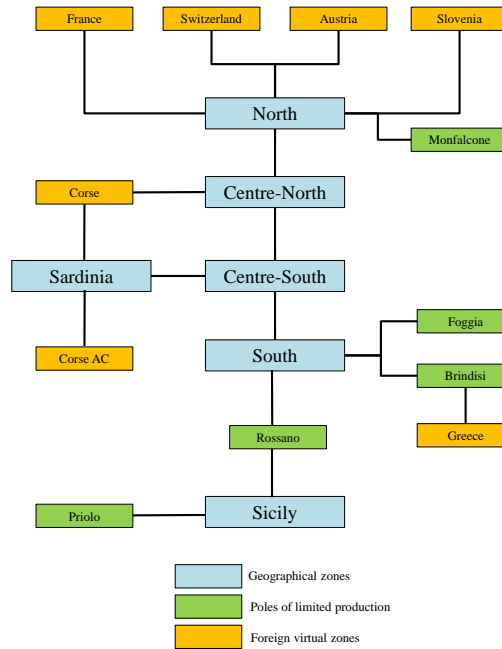 France
Switzerland
Austria
Slovenia
North
Monfalcone
Corse
Centre-North
Sardinia
Centre-South
Foggia
Corse AC
South
Brindisi
Rossano
Greece
Priolo
Sicily
Geographical zones
Poles of limited production
Foreign virtual zones